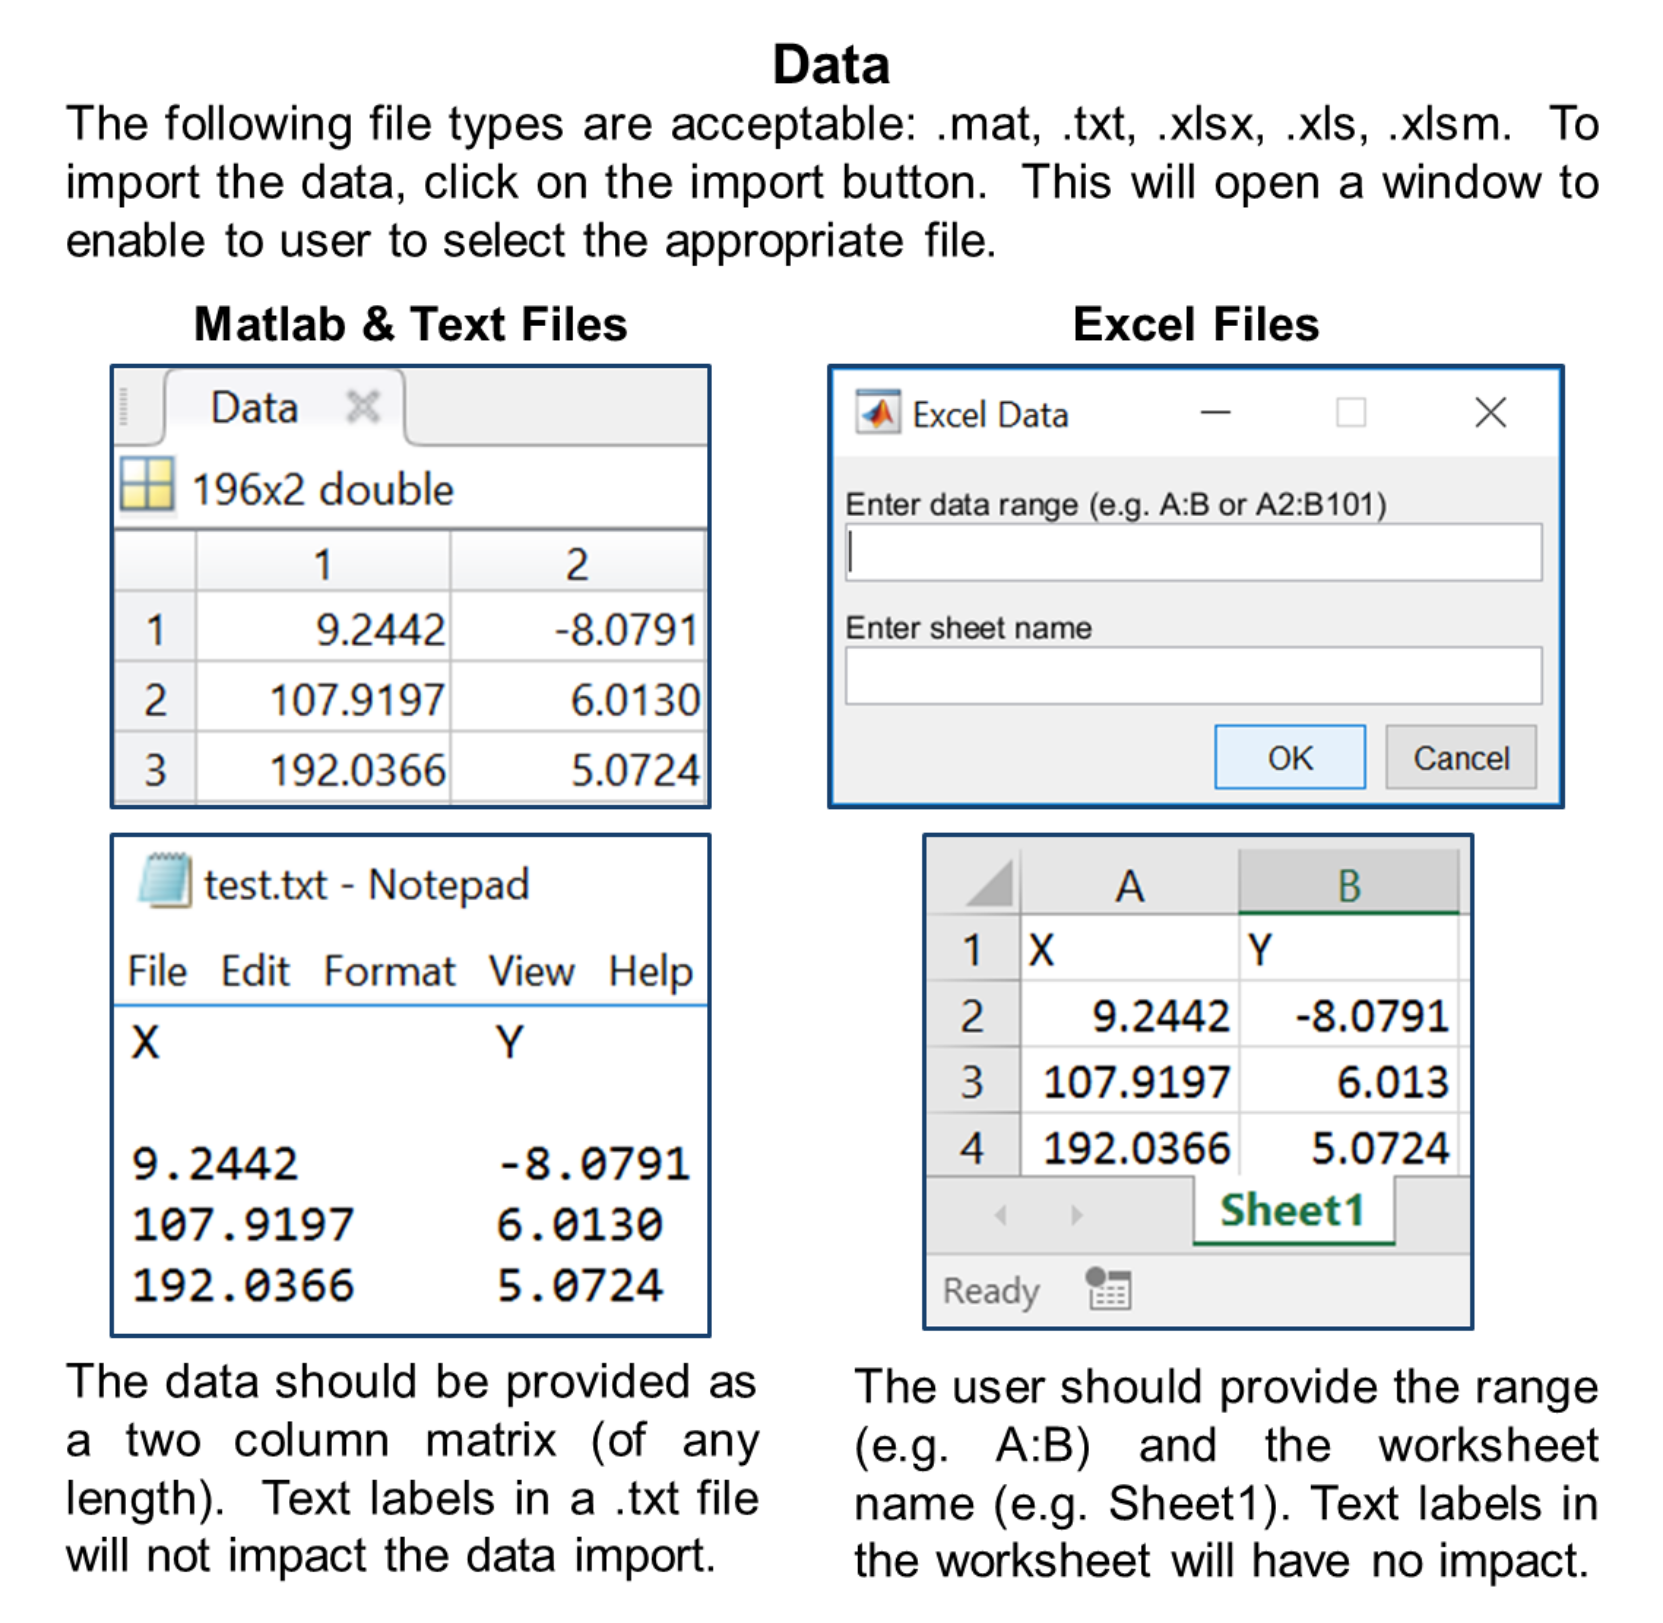 Data
The following file types are acceptable: .mat, .txt, .xlsx, .xls, .xlsm. To
import the data, click on the import button. This will open a window to
enable to user to select the appropriate file.
Matlab & Text Files
Data
196x2 double
1 2
1 9.2442 -8.0791
2 107.9197 6.0130
3 192.0366 5.0724
test.txt - Notepad
File Edit Format View Help
X Y
9.2442 -8.0791
107.9197 6.0130
192.0366 5.0724
The data should be provided as
a two column matrix (of any
length). Text labels in a .txt file
will not impact the data import.
Excel Files
Excel Data
Enter data range (e.g. A:B or A2:B101)
Enter sheet name
OK Cancel
A B
1 X Y
2 9.2442 -8.0791
3 107.9197 6.013
4 192.0366 5.0724
Sheet1
Ready
The user should provide the range
(e.g. A:B) and the worksheet
name (e.g. Sheet1). Text labels in
the worksheet will have no impact.